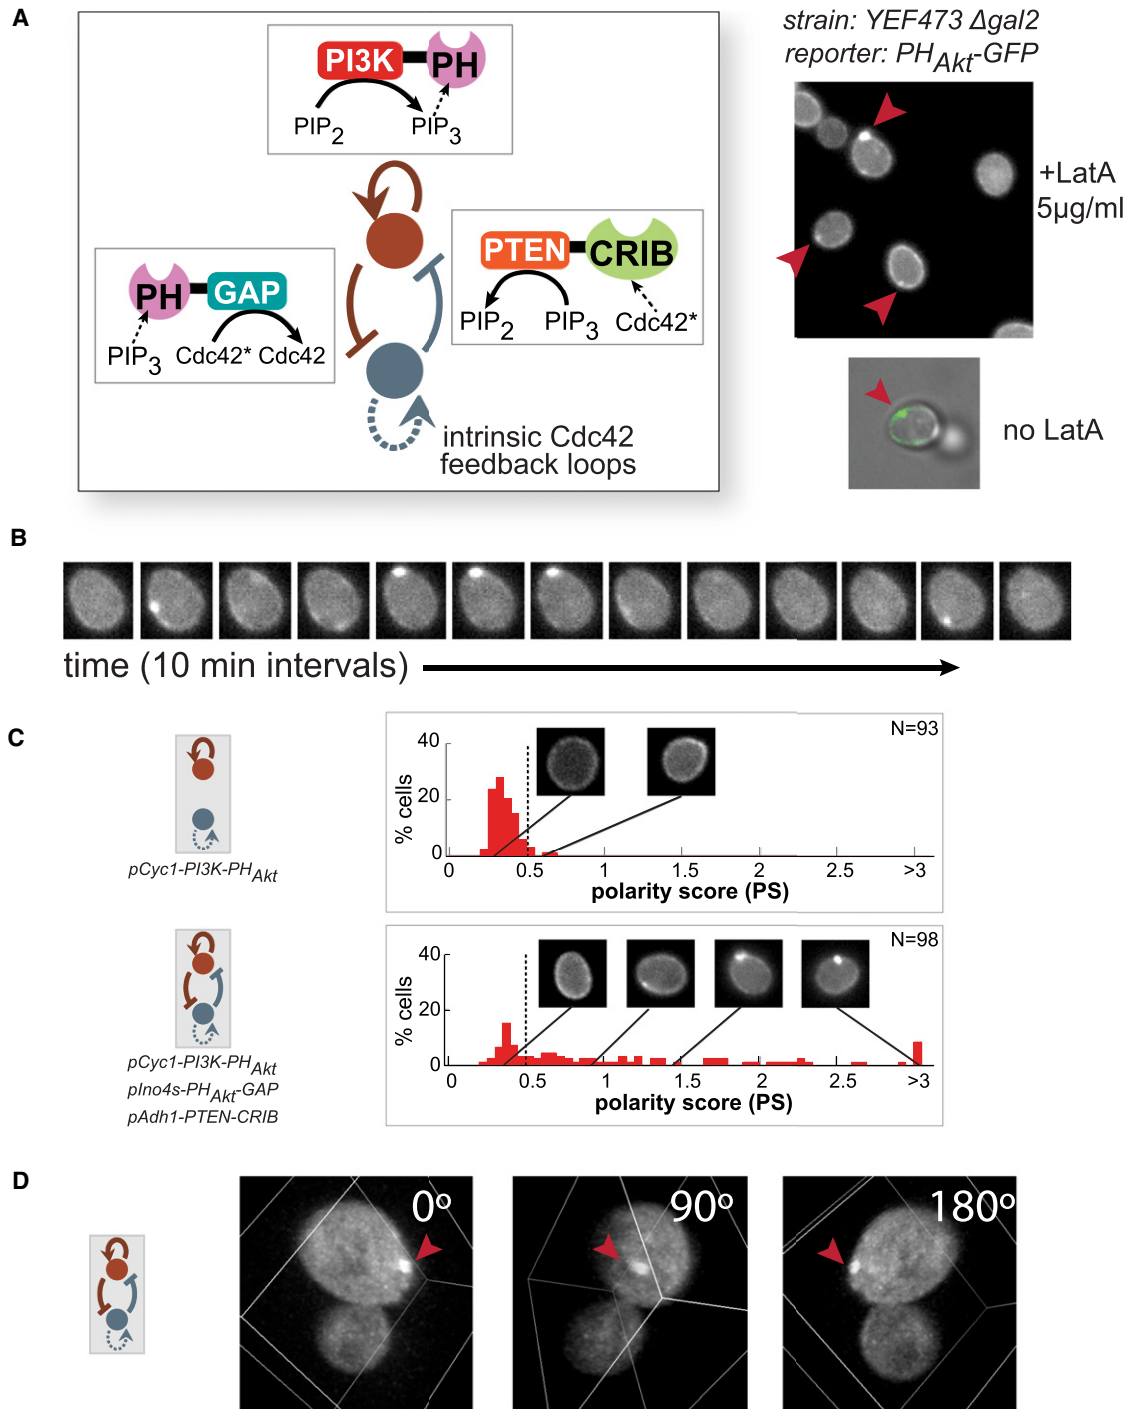 A
PI3K PH
PIP2 PIP3
PH GAP
PIP3 Cdc42* Cdc42
PTEN CRIB
PIP2 PIP3 Cdc42*
intrinsic Cdc42
feedback loops
strain: YEF473 Δgal2
reporter: PHAkt-GFP
+LatA
5µg/ml
no LatA
B
time (10 min intervals)
C
pCyc1-PI3K-PHAkt
N=93
% cells
40
20
0
0 0.5 1 1.5 2 2.5 >3
polarity score (PS)
pCyc1-PI3K-PHAkt
pIno4s-PHAkt-GAP
pAdh1-PTEN-CRIB
N=98
% cells
40
20
0
0 0.5 1 1.5 2 2.5 >3
polarity score (PS)
D
0º
90º
180º